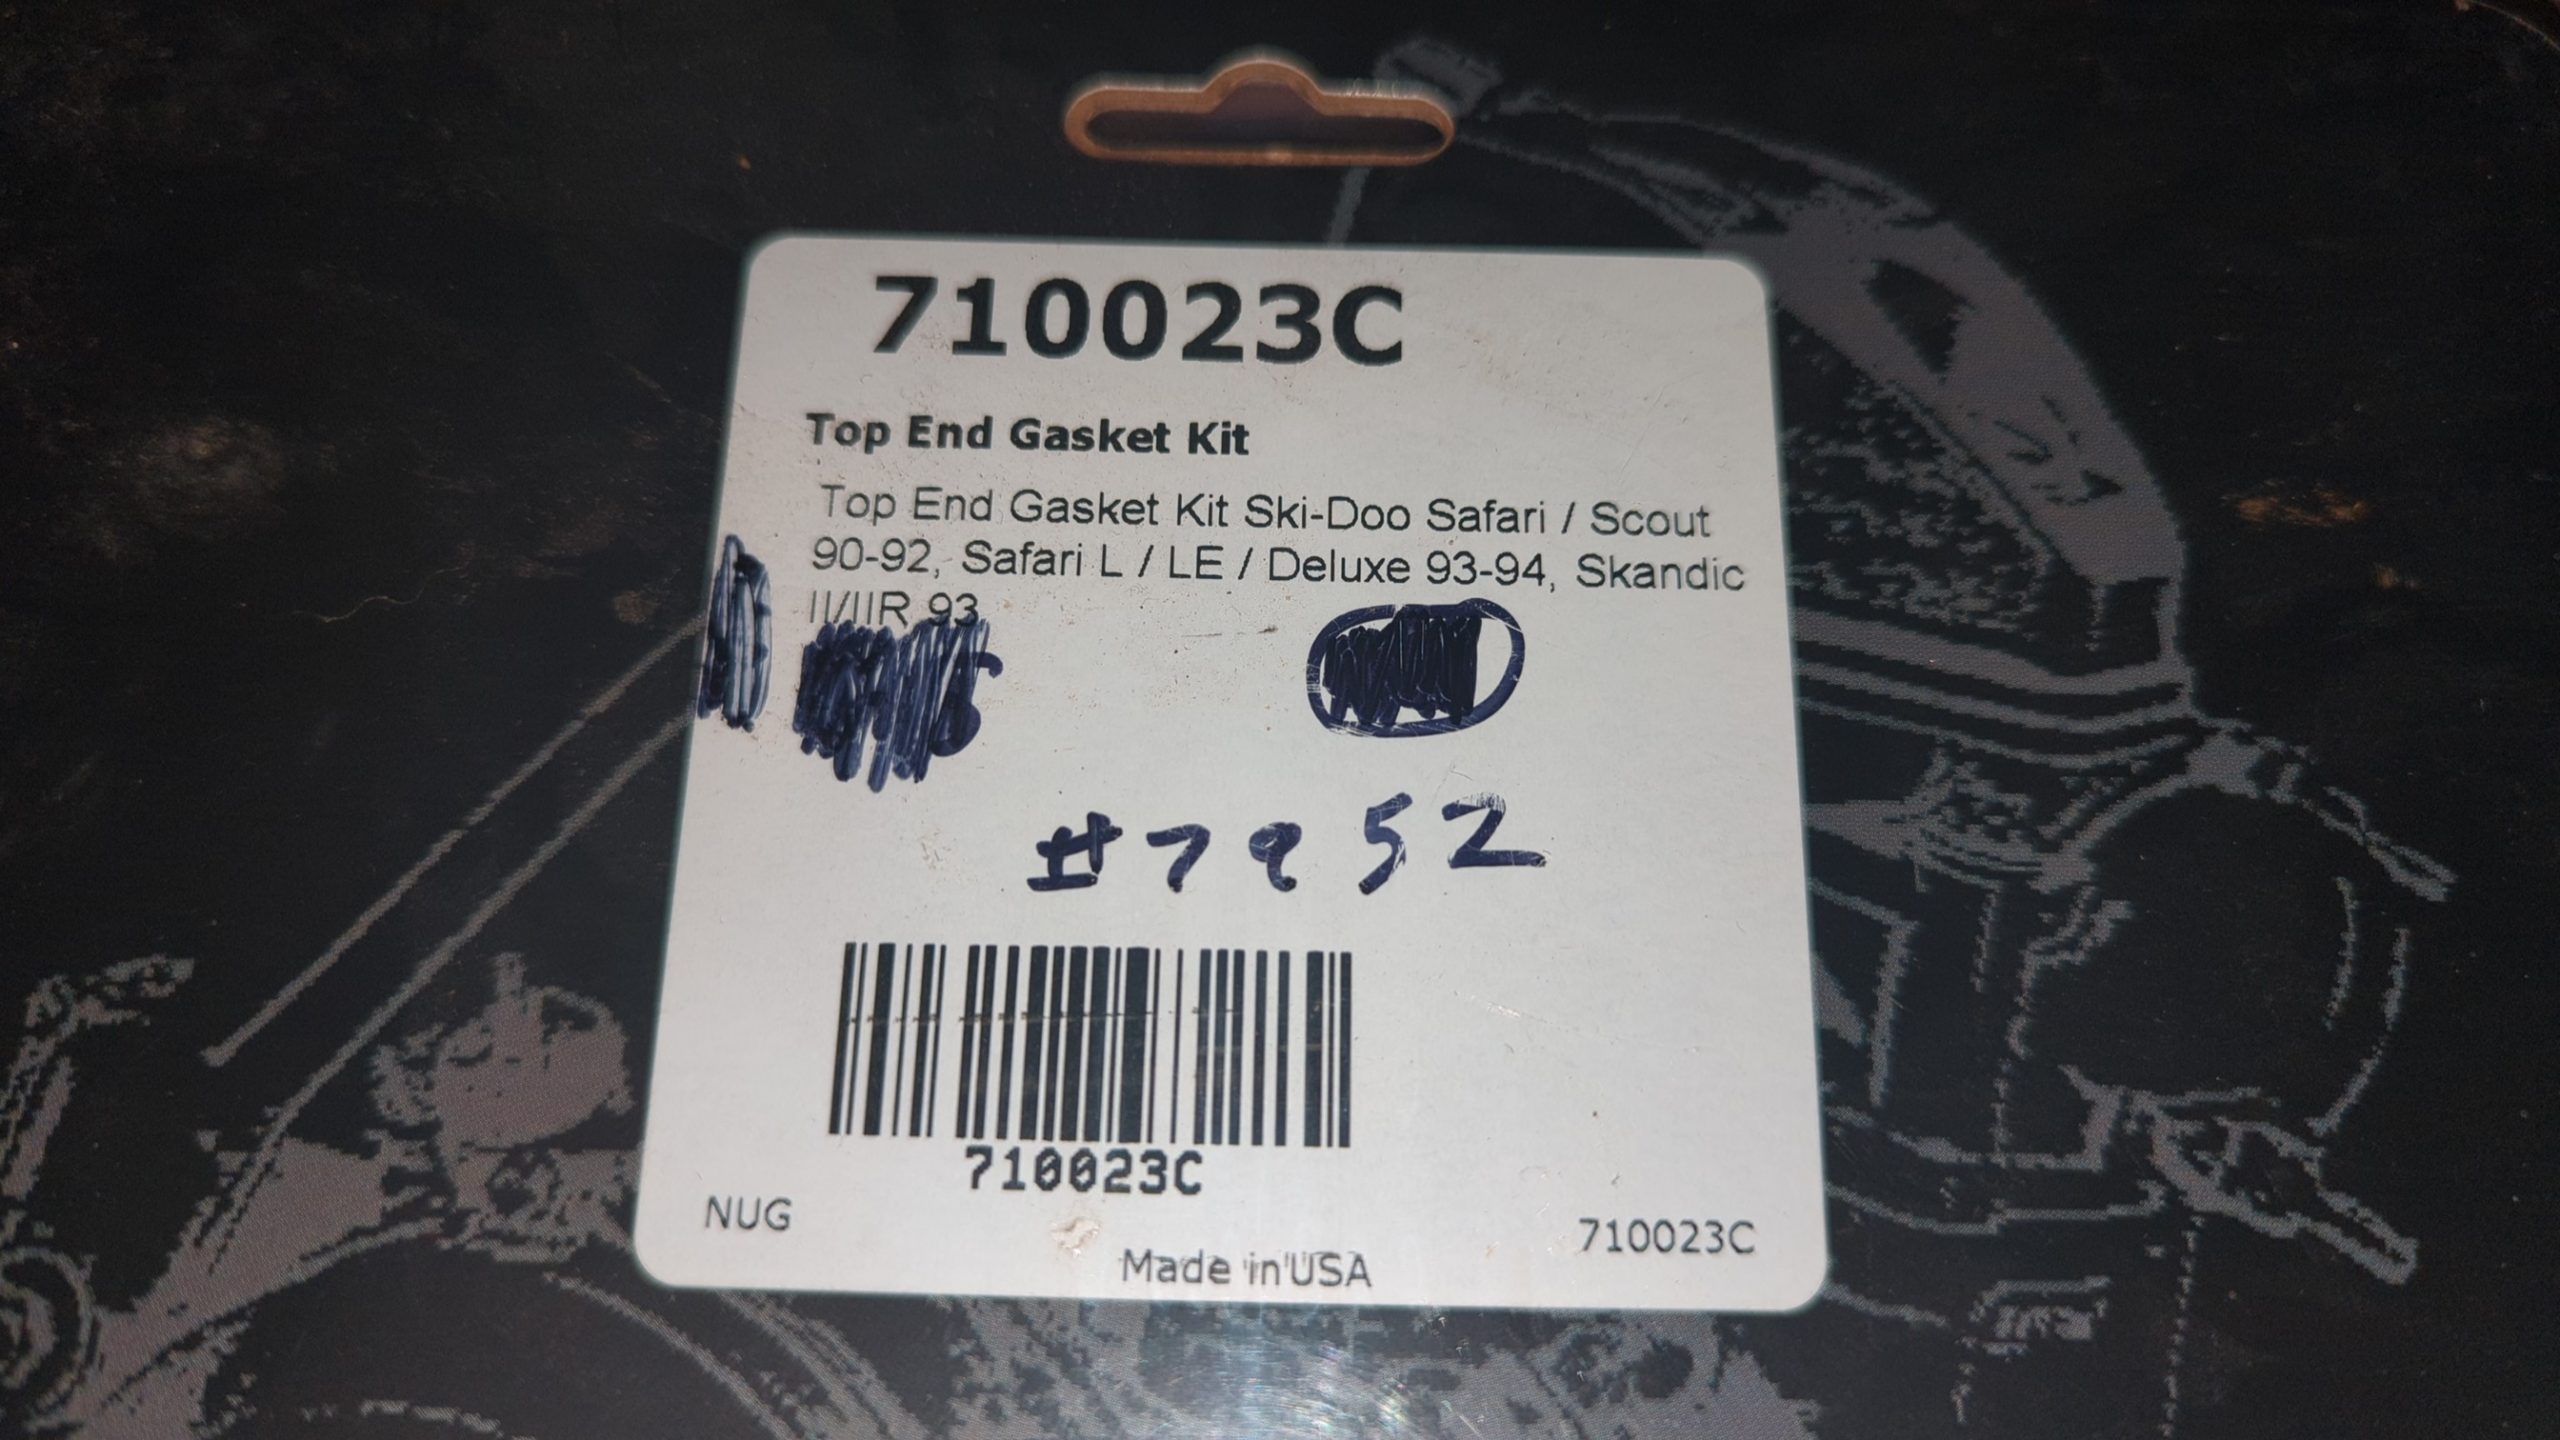 710023C
Top End Gasket Kit
Top End Gasket Kit Ski-Doo Safari / Scout
90-92, Safari L / LE / Deluxe 93-94, Skandic
II/IIR 93
#7952
710023C
NUG
710023C
Made in USA